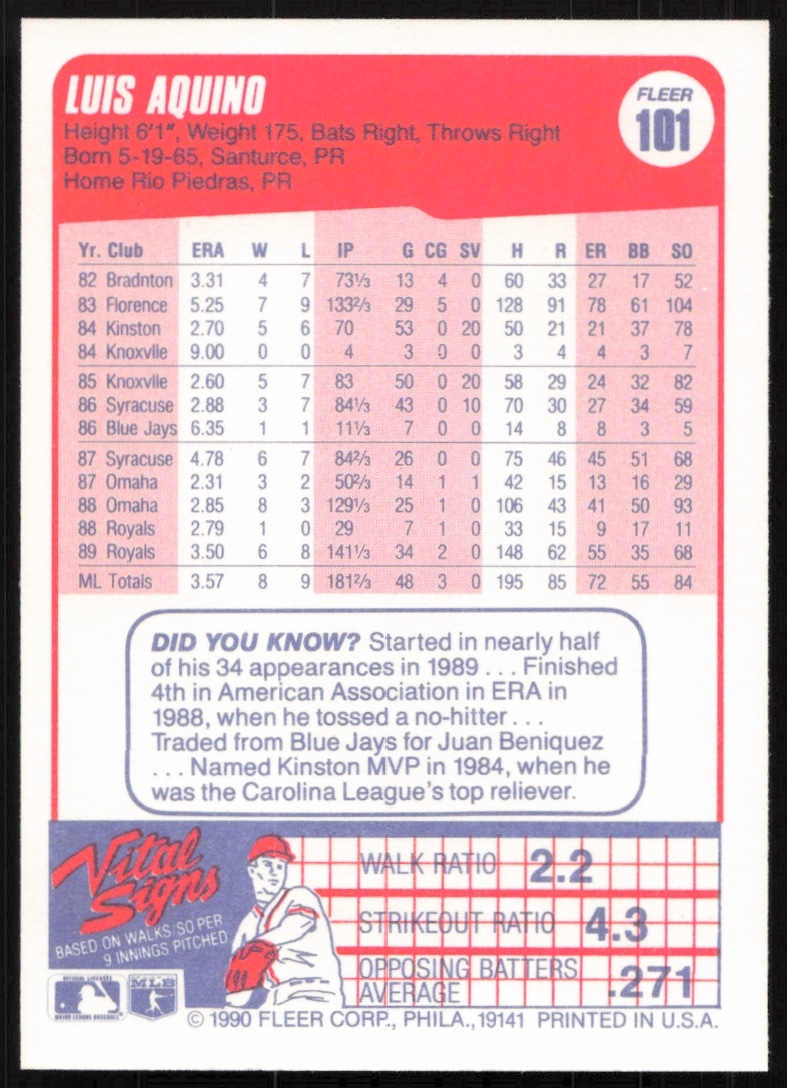 LUIS AQUINO
FLEER
101
Height 6'1", Weight 175, Bats Right, Throws Right
Born 5-19-65, Santurce, PR
Home Rio Piedras, PR
Yr. Club ERA W L IP G CG SV H R ER BB SO
82 Bradnton 3.31 4 7 73⅓ 13 4 0 60 33 27 17 52
83 Florence 5.25 7 9 133⅔ 29 5 0 128 91 78 61 104
84 Kinston 2.70 5 6 70 53 0 20 50 21 21 37 78
84 Knoxvlle 9.00 0 0 4 3 0 0 3 4 4 3 7
85 Knoxvlle 2.60 5 7 83 50 0 20 58 29 24 32 82
86 Syracuse 2.88 3 7 84⅓ 43 0 10 70 30 27 34 59
86 Blue Jays 6.35 1 1 11⅓ 7 0 0 14 8 8 3 5
87 Syracuse 4.78 6 7 84⅔ 26 0 0 75 46 45 51 68
87 Omaha 2.31 3 2 50⅔ 14 1 1 42 15 13 16 29
88 Omaha 2.85 8 3 129⅓ 25 1 0 106 43 41 50 93
88 Royals 2.79 1 0 29 7 1 0 33 15 9 17 11
89 Royals 3.50 6 8 141⅓ 34 2 0 148 62 55 35 68
ML Totals 3.57 8 9 181⅔ 48 3 0 195 85 72 55 84
DID YOU KNOW? Started in nearly half
of his 34 appearances in 1989 . . . Finished
4th in American Association in ERA in
1988, when he tossed a no-hitter . . .
Traded from Blue Jays for Juan Beniquez
. . . Named Kinston MVP in 1984, when he
was the Carolina League's top reliever.
Vital
Signs
BASED ON WALKS/SO PER
9 INNINGS PITCHED
WALK RATIO 2.2
STRIKEOUT RATIO 4.3
OPPOSING BATTERS
AVERAGE .271
OFFICIAL LICENSEE
MAJOR LEAGUE BASEBALL
MLB
© 1990 FLEER CORP., PHILA., 19141 PRINTED IN U.S.A.